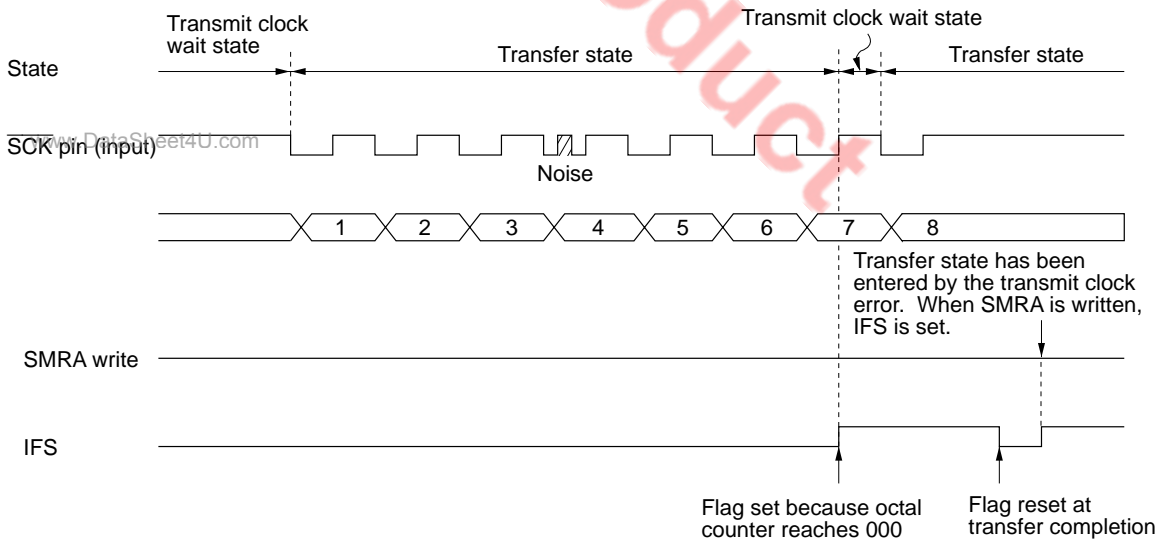 Transmit clock
wait state
Transmit clock wait state
State
Transfer state
Transfer state
www.DataSheet4U.com
SCK pin (input)
Noise
1 2 3 4 5 6 7 8
Transfer state has been
entered by the transmit clock
error. When SMRA is written,
IFS is set.
SMRA write
IFS
Flag set because octal
counter reaches 000
Flag reset at
transfer completion
oduct